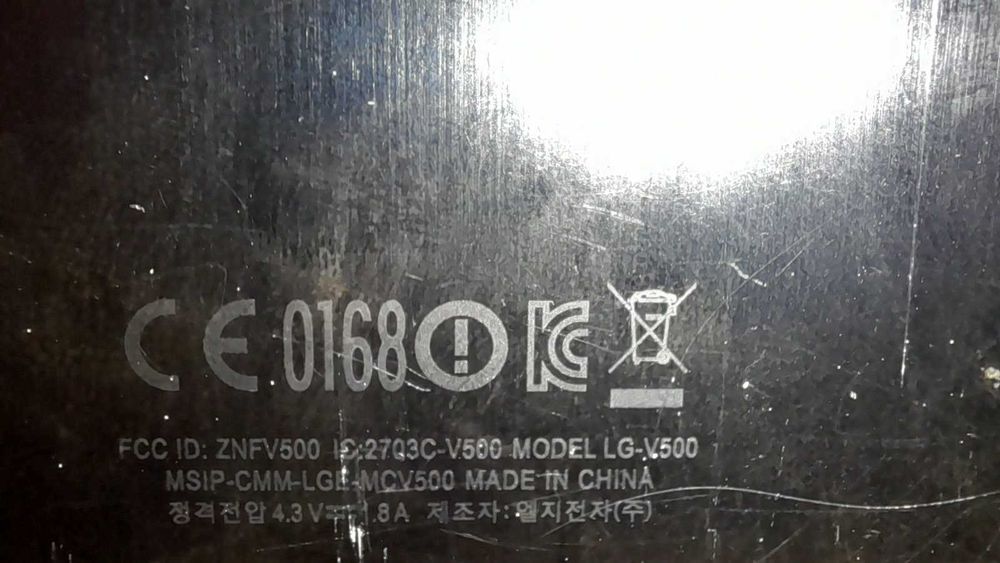 CE 0168 ! KC
FCC ID: ZNFV500 IC:2703C-V500 MODEL LG-V500
MSIP-CMM-LGE-MCV500 MADE IN CHINA
정격전압 4.3 V⎓1.8 A 제조자: 엘지전자(주)